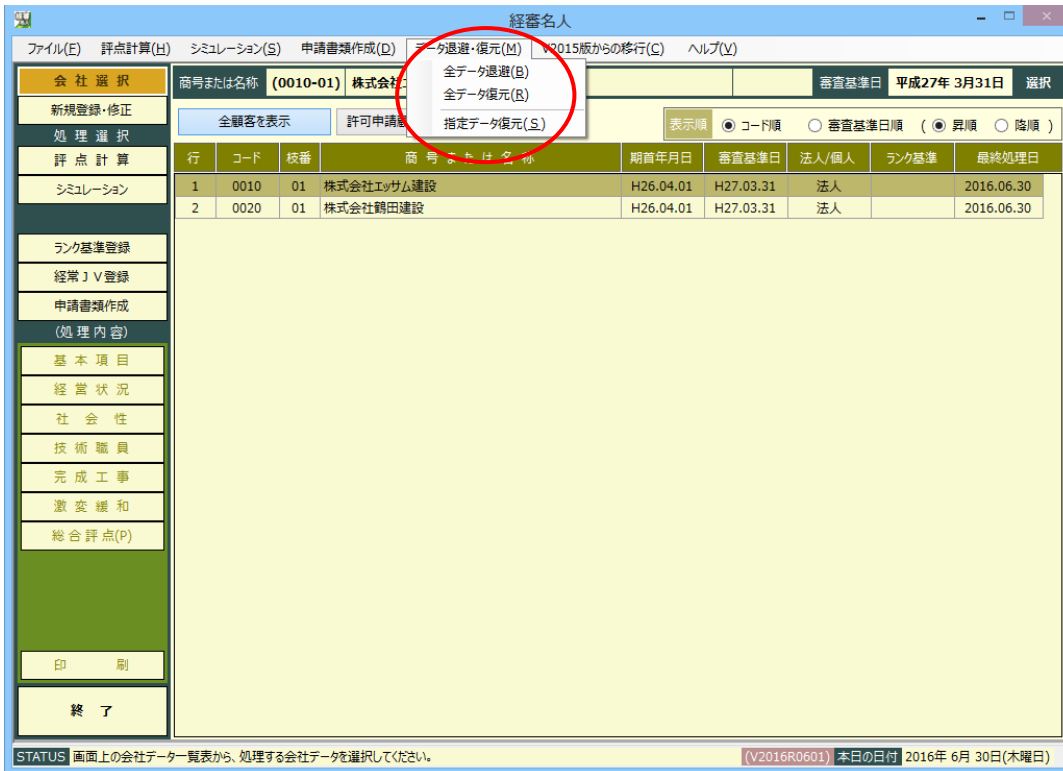 経審名人
ファイル(F) 評点計算(H) シミュレーション(S) 申請書類作成(D) データ退避・復元(M) V2015版からの移行(C) ヘルプ(V)
全データ退避(B)
全データ復元(R)
指定データ復元(S)
会社選択
新規登録・修正
処理選択
評点計算
シミュレーション
ランク基準登録
経常JV登録
申請書類作成
(処理内容)
基本項目
経営状況
社会性
技術職員
完成工事
激変緩和
総合評点(P)
印刷
終了
商号または名称 (0010-01) 株式会社 審査基準日 平成27年 3月31日 選択
全顧客を表示 許可申請 表示順 コード順 審査基準日順 ( 昇順 降順 )
行 コード 枝番 商号または名称 期首年月日 審査基準日 法人/個人 ランク基準 最終処理日
1 0010 01 株式会社エッサム建設 H26.04.01 H27.03.31 法人 2016.06.30
2 0020 01 株式会社鶴田建設 H26.04.01 H27.03.31 法人 2016.06.30
STATUS 画面上の会社データ一覧表から、処理する会社データを選択してください。 (V2016R0601) 本日の日付 2016年 6月 30日(木曜日)